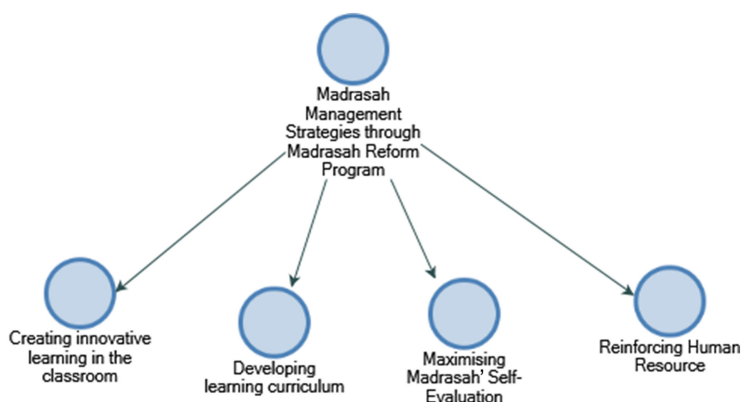 Madrasah
Management
Strategies through
Madrasah Reform
Program
Creating innovative
learning in the
classroom
Developing
learning curriculum
Maximising
Madrasah' Self-
Evaluation
Reinforcing Human
Resource